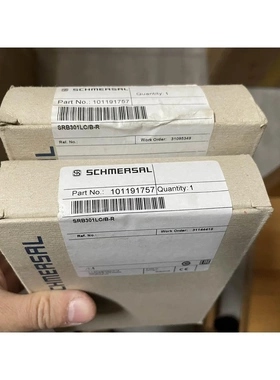 Part No.: 101191757
Quantity: 1
SRB301LC/B-R
Ref. No.:
Work Order:
SCHMERSAL
Part No.: 101191757 Quantity: 1
SRB301LC/B-R
Ref. No.:
Work Order:
SCHMERSAL
CE